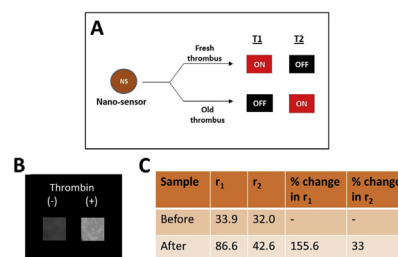 A
T1 T2
Fresh thrombus
ON OFF
NS
Nano-sensor
Old thrombus
OFF ON
B
Thrombin
(-) (+)
C
Sample r1 r2 % change in r1 % change in r2
Before 33.9 32.0 - -
After 86.6 42.6 155.6 33